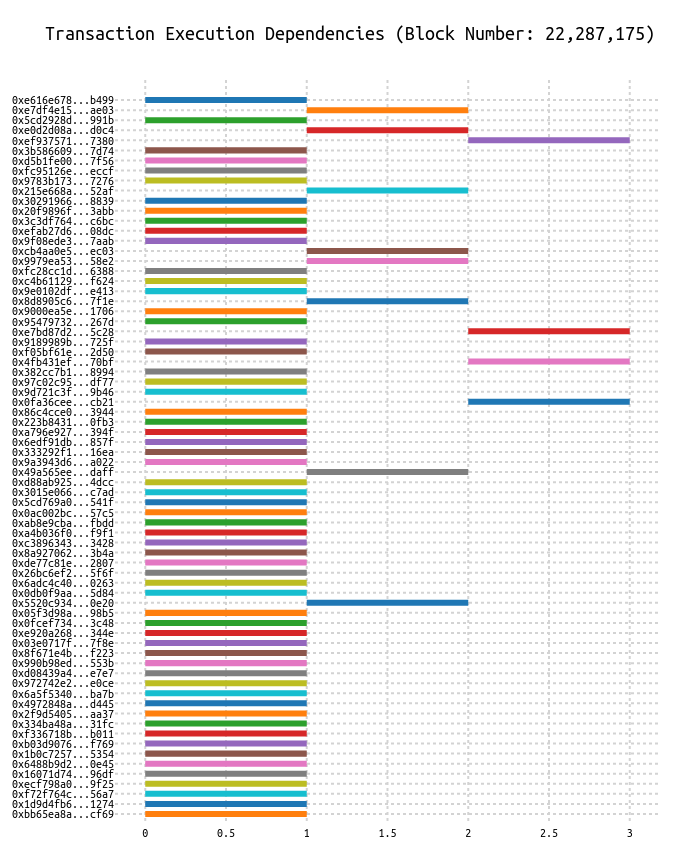 Transaction Execution Dependencies (Block Number: 22,287,175)
0xe616e678...b499
0xe7df4e15...ae03
0x5cd2928d...991b
0xe0d2d08a...d0c4
0xef937571...7380
0x3b586609...7d74
0xd5b1fe00...7f56
0xfc95126e...eccf
0x9783b173...7276
0x215e668a...52af
0x30291966...8839
0x20f9896f...3abb
0x3c3df764...c6bc
0xefab27d6...08dc
0x9f08ede3...7aab
0xcb4aa0e5...ec03
0x9979ea53...58e2
0xfc28cc1d...6388
0xc4b61129...f624
0x9e0102df...e413
0x8d8905c6...7f1e
0x9000ea5e...1706
0x95479732...267d
0xe7bd87d2...5c28
0x9189989b...725f
0xf05bf61e...2d50
0x4fb431ef...70bf
0x382cc7b1...8994
0x97c02c95...df77
0x9d721c3f...9b46
0x0fa36cee...cb21
0x86c4cce0...3944
0x223b8431...0fb3
0xa796e927...394f
0x6edf91db...857f
0x333292f1...16ea
0x9a3943d6...a022
0x49a565ee...daff
0xd88ab925...4dcc
0x3015e066...c7ad
0x5cd769a0...541f
0x0ac002bc...57c5
0xab8e9cba...fbdd
0xa4b036f0...f9f1
0xc3896343...3428
0x8a927062...3b4a
0xde77c81e...2807
0x26bc6ef2...5f6f
0x6adc4c40...0263
0x0db0f9aa...5d84
0x5520c934...0e20
0x05f3d98a...98b5
0x0fcef734...3c48
0xe920a268...344e
0x03e0717f...7f8e
0x8f671e4b...f223
0x990b98ed...553b
0xd08439a4...e7e7
0x972742e2...e0ce
0x6a5f5340...ba7b
0x4972848a...d445
0x2f9d5405...aa37
0x334ba48a...31fc
0xf336718b...b011
0xb03d9076...f769
0x1b0c7257...5354
0x6488b9d2...0e45
0x16071d74...96df
0xecf798a0...9f25
0xf72f764c...56a7
0x1d9d4fb6...1274
0xbb65ea8a...cf69
0 0.5 1 1.5 2 2.5 3